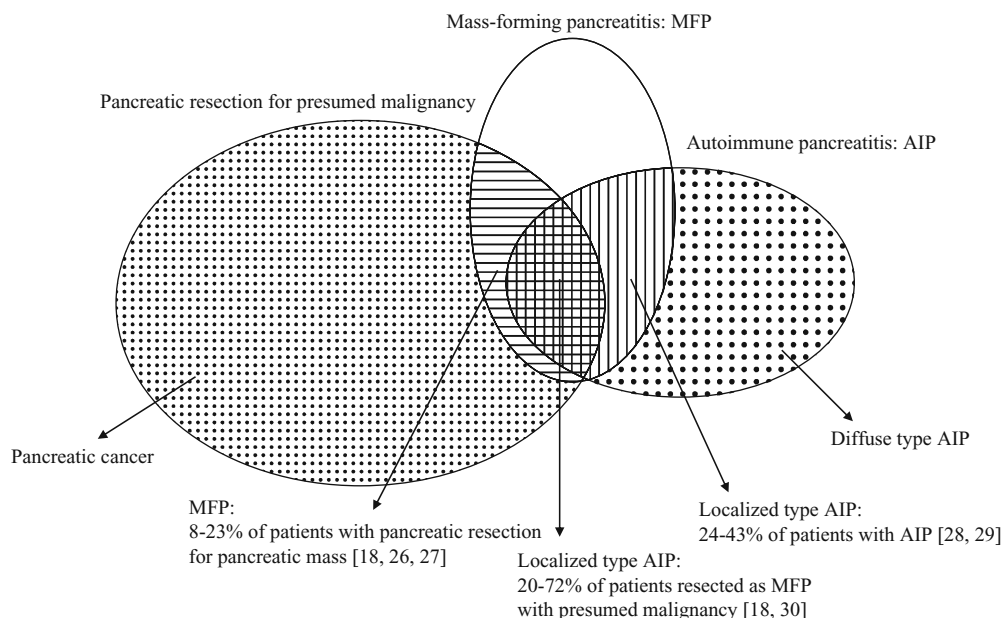 Mass-forming pancreatitis: MFP
Pancreatic resection for presumed malignancy
Autoimmune pancreatitis: AIP
Pancreatic cancer
Diffuse type AIP
MFP:
8-23% of patients with pancreatic resection
for pancreatic mass [18, 26, 27]
Localized type AIP:
20-72% of patients resected as MFP
with presumed malignancy [18, 30]
Localized type AIP:
24-43% of patients with AIP [28, 29]